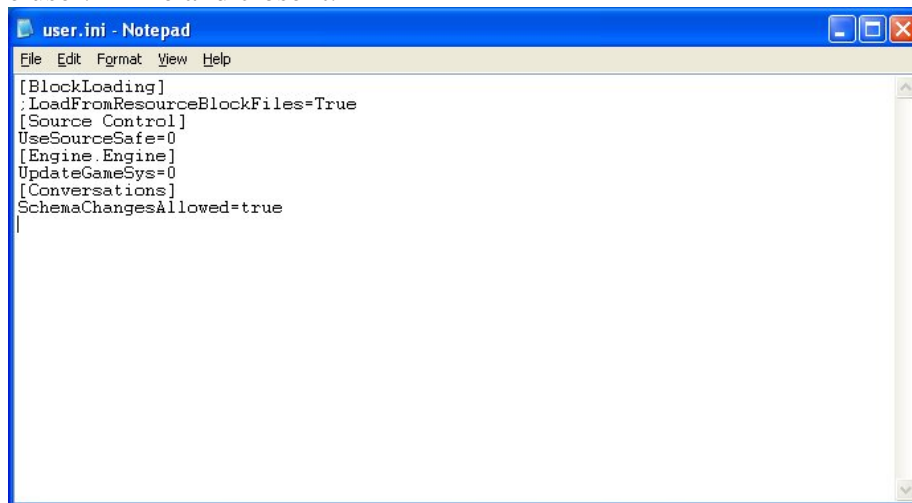 user.ini - Notepad
File Edit Format View Help
[BlockLoading]
;LoadFromResourceBlockFiles=True
[Source Control]
UseSourceSafe=0
[Engine.Engine]
UpdateGameSys=0
[Conversations]
SchemaChangesAllowed=true